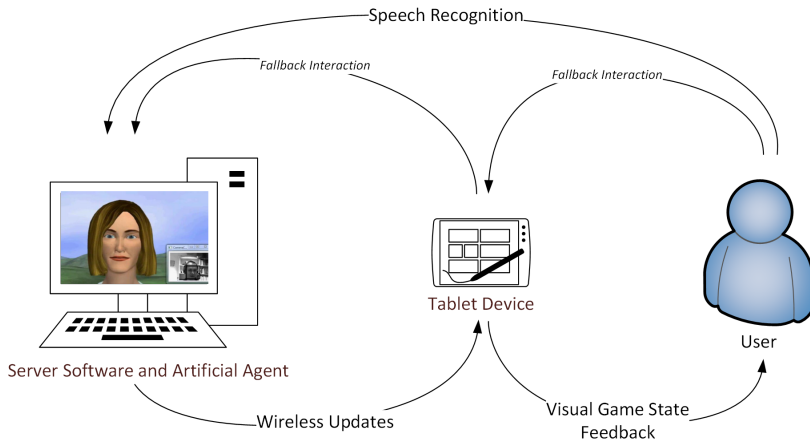 Speech Recognition
Fallback Interaction
Fallback Interaction
Tablet Device
User
Server Software and Artificial Agent
Wireless Updates
Visual Game State
Feedback